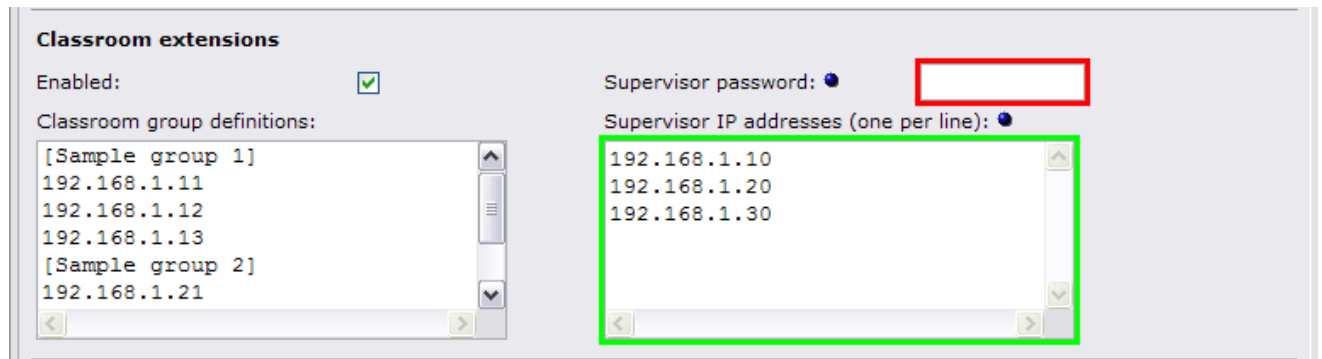 Classroom extensions
Enabled:
Supervisor password:
Classroom group definitions:
Supervisor IP addresses (one per line):
[Sample group 1]
192.168.1.11
192.168.1.12
192.168.1.13
[Sample group 2]
192.168.1.21
192.168.1.10
192.168.1.20
192.168.1.30